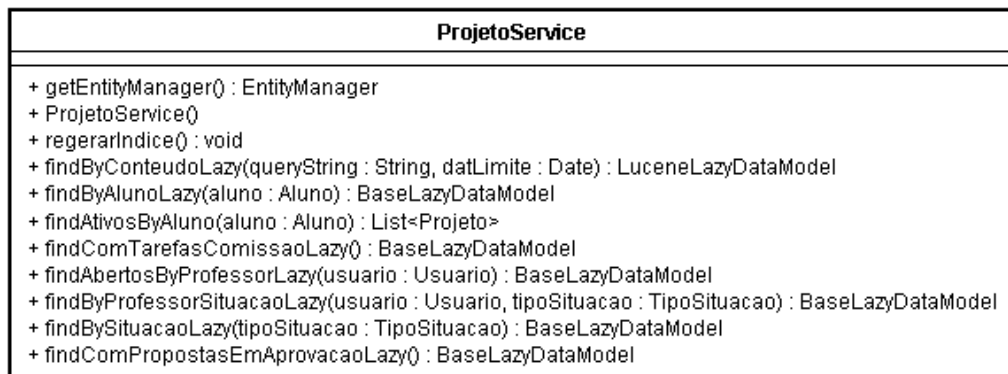 ProjetoService
+ getEntityManager() : EntityManager
+ ProjetoService()
+ regerarIndice() : void
+ findByConteudoLazy(queryString : String, datLimite : Date) : LuceneLazyDataModel
+ findByAlunoLazy(aluno : Aluno) : BaseLazyDataModel
+ findAtivosByAluno(aluno : Aluno) : List<Projeto>
+ findComTarefasComissaoLazy() : BaseLazyDataModel
+ findAbertosByProfessorLazy(usuario : Usuario) : BaseLazyDataModel
+ findByProfessorSituacaoLazy(usuario : Usuario, tipoSituacao : TipoSituacao) : BaseLazyDataModel
+ findBySituacaoLazy(tipoSituacao : TipoSituacao) : BaseLazyDataModel
+ findComPropostasEmAprovacaoLazy() : BaseLazyDataModel